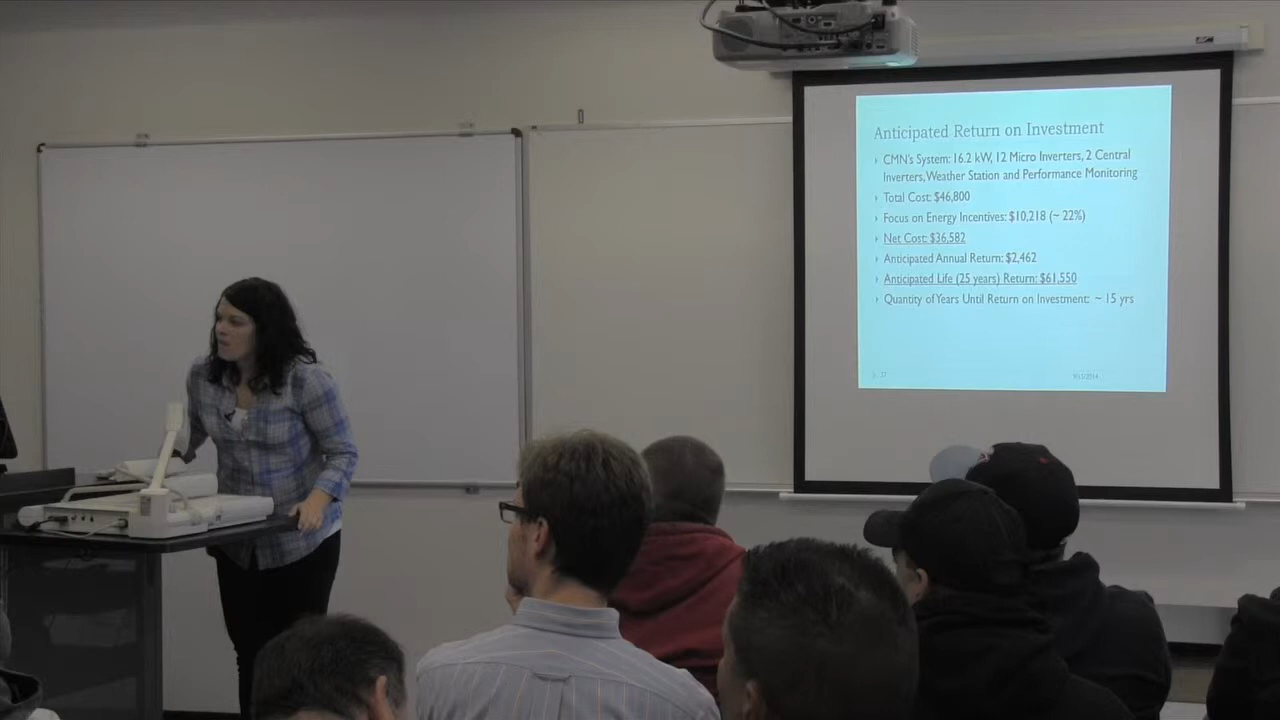 Anticipated Return on Investment
CMN's System: 16.2 kW, 12 Micro Inverters, 2 Central
Inverters, Weather Station and Performance Monitoring
Total Cost: $46,800
Focus on Energy Incentives: $10,218 (~ 22%)
Net Cost: $36,582
Anticipated Annual Return: $2,462
Anticipated Life (25 years) Return: $61,550
Quantity of Years Until Return on Investment: ~ 15 yrs